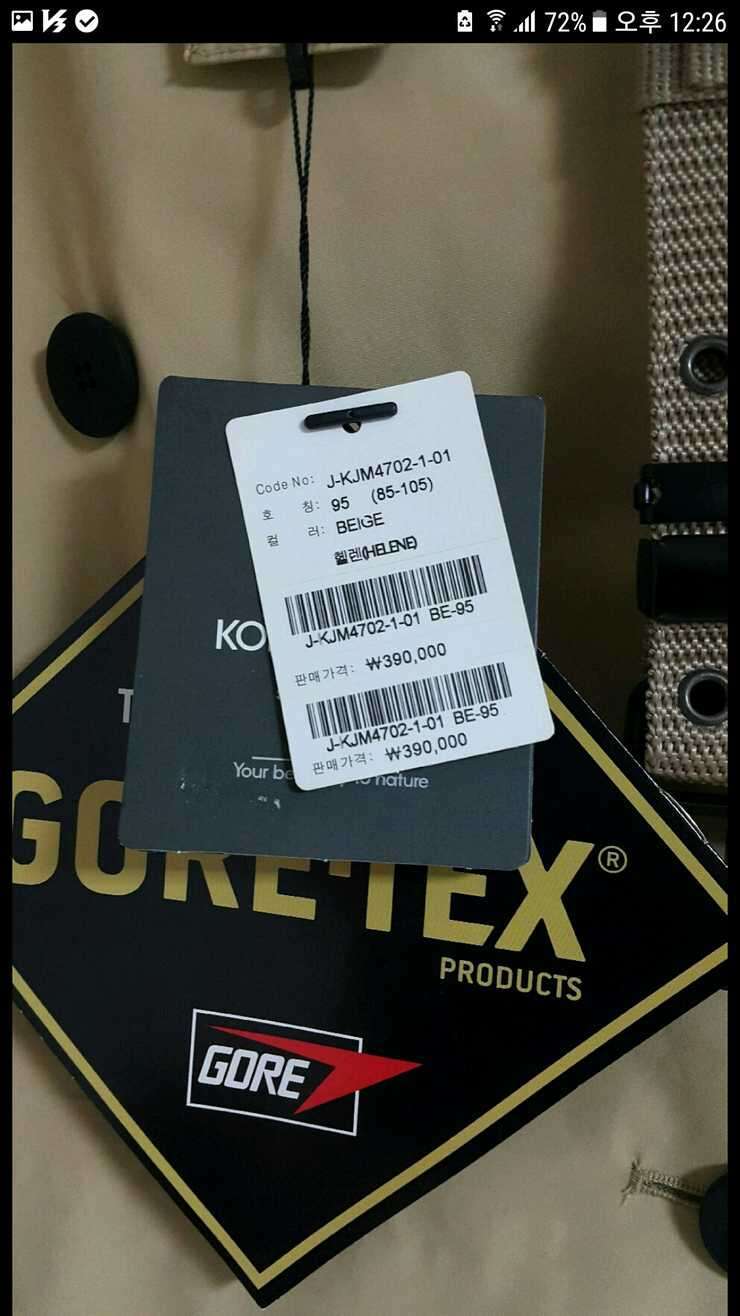 72% 오후 12:26
Code No: J-KJM4702-1-01
호 칭: 95 (85-105)
컬 러: BEIGE
헬렌(HELENE)
J-KJM4702-1-01 BE-95
판매가격: ₩390,000
J-KJM4702-1-01 BE-95
판매가격: ₩390,000
KO
Your be to nature
T
GORE-TEX®
PRODUCTS
GORE